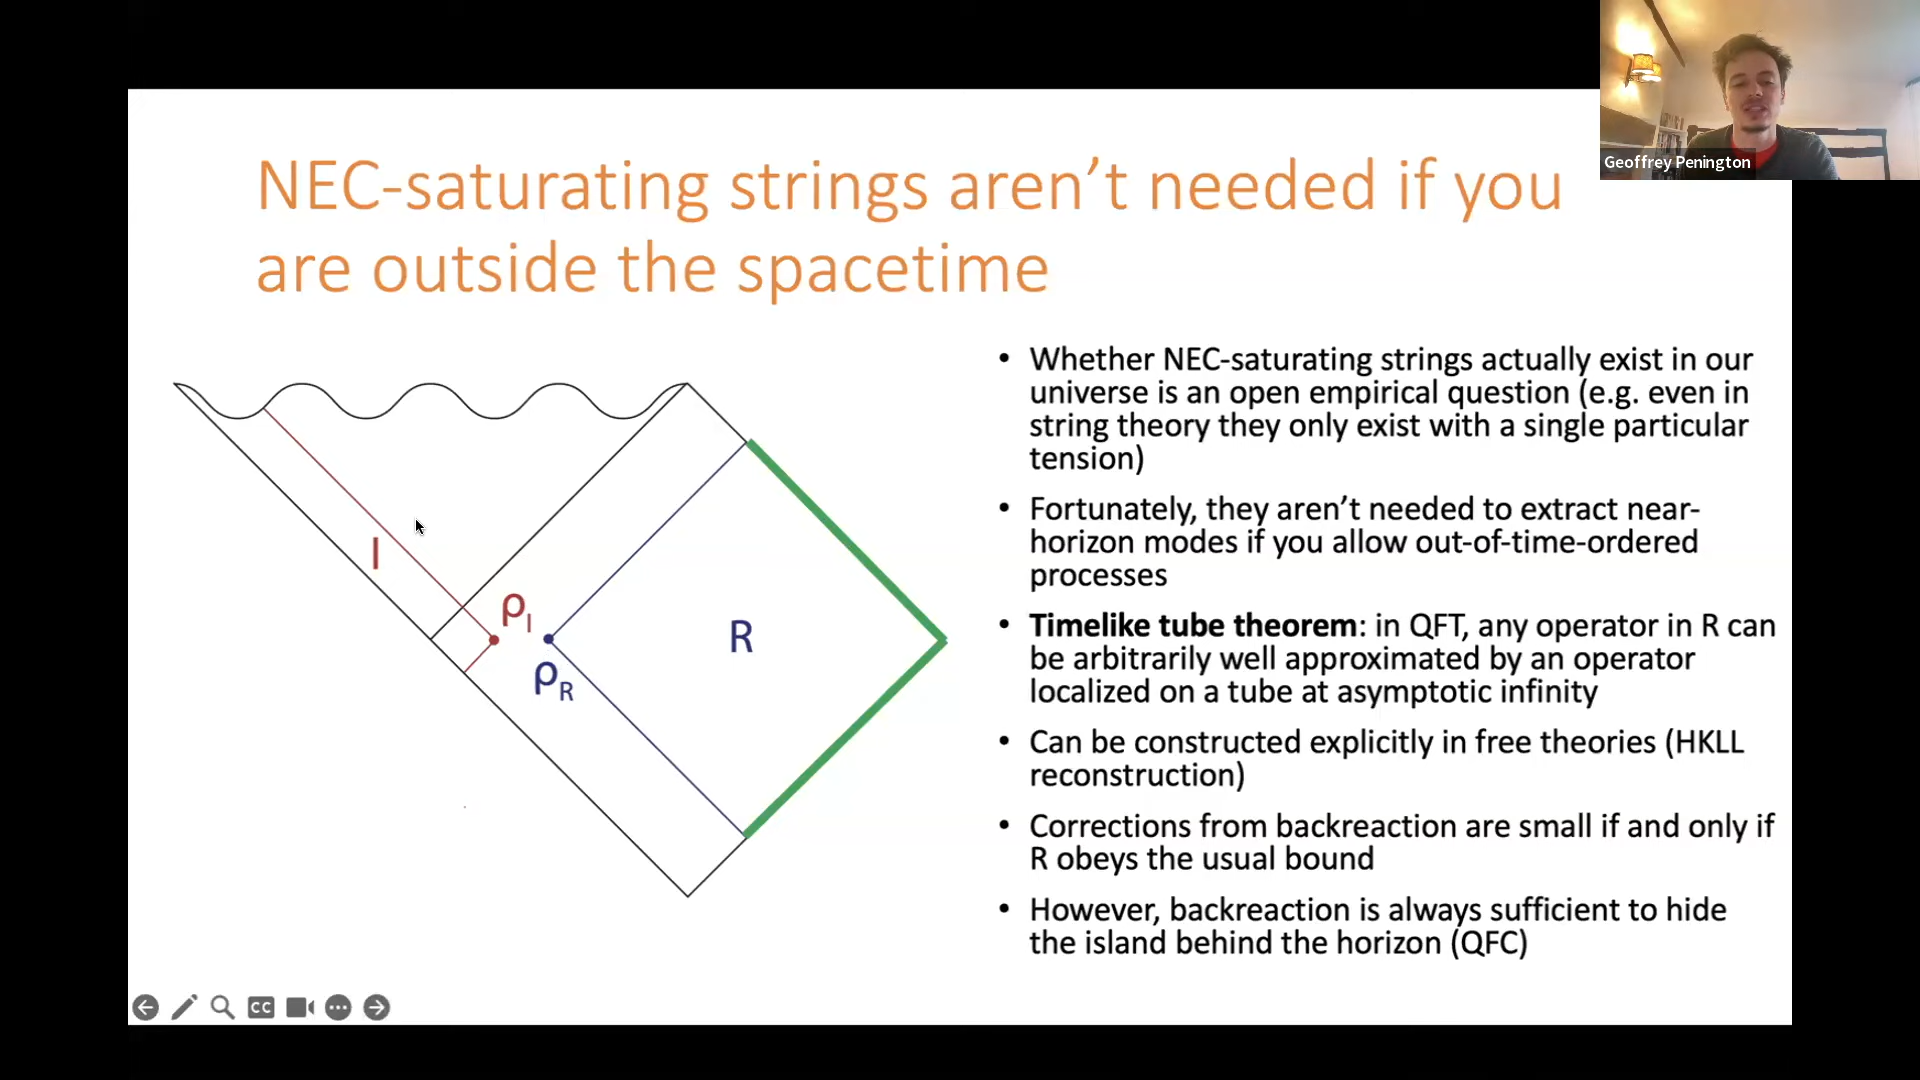 Geoffrey Penington
NEC-saturating strings aren’t needed if you
are outside the spacetime
• Whether NEC-saturating strings actually exist in our
universe is an open empirical question (e.g. even in
string theory they only exist with a single particular
tension)
• Fortunately, they aren’t needed to extract near-
horizon modes if you allow out-of-time-ordered
processes
• Timelike tube theorem: in QFT, any operator in R can
be arbitrarily well approximated by an operator
localized on a tube at asymptotic infinity
• Can be constructed explicitly in free theories (HKLL
reconstruction)
• Corrections from backreaction are small if and only if
R obeys the usual bound
• However, backreaction is always sufficient to hide
the island behind the horizon (QFC)
I
ρI
R
ρR
CC